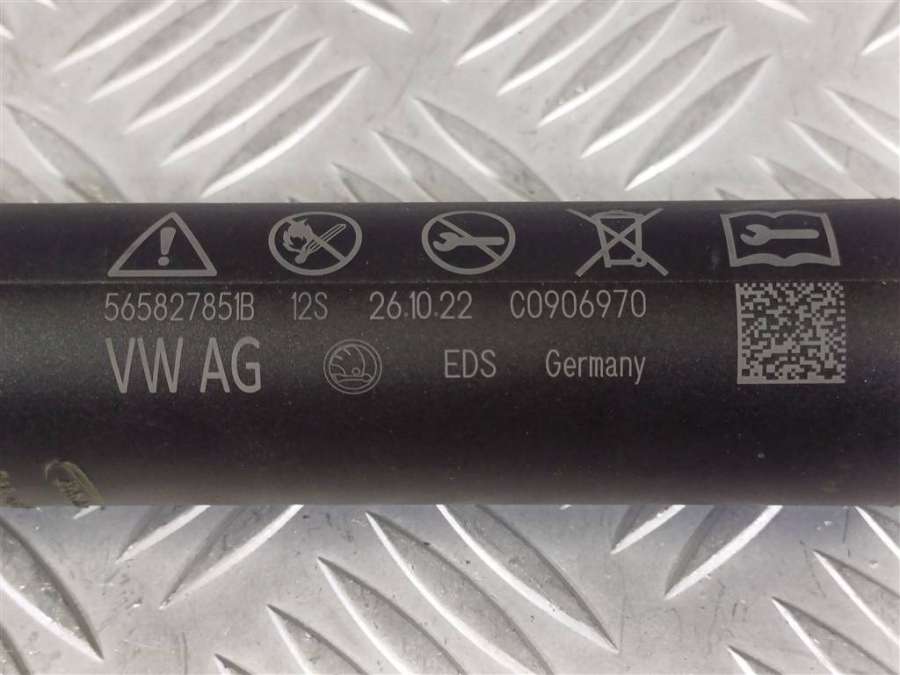 565827851B 12S 26.10.22 C0906970
VW AG EDS Germany